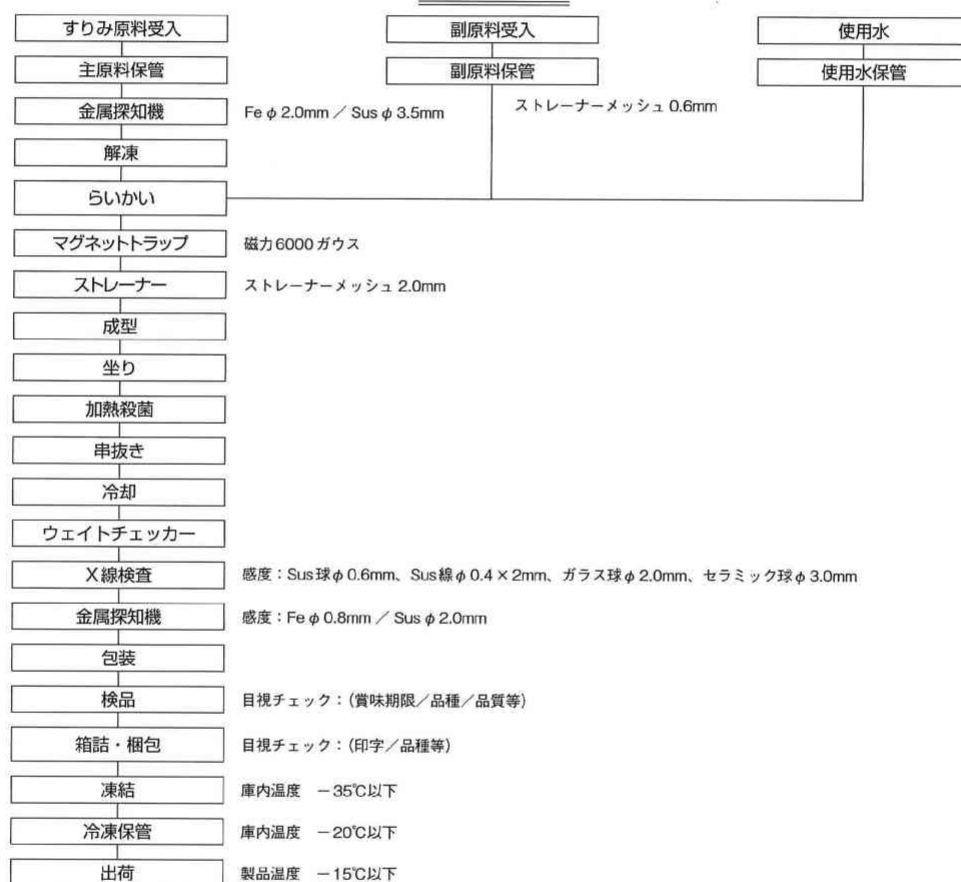 すりみ原料受入
副原料受入
使用水
主原料保管
副原料保管
使用水保管
金属探知機
Fe φ 2.0mm ／ Sus φ 3.5mm
ストレーナーメッシュ 0.6mm
解凍
らいかい
マグネットトラップ
磁力6000ガウス
ストレーナー
ストレーナーメッシュ 2.0mm
成型
坐り
加熱殺菌
串抜き
冷却
ウェイトチェッカー
X線検査
感度：Sus球φ 0.6mm、Sus線φ 0.4 × 2mm、ガラス球φ 2.0mm、セラミック球φ 3.0mm
金属探知機
感度：Fe φ 0.8mm ／ Sus φ 2.0mm
包装
検品
目視チェック：（賞味期限／品種／品質等）
箱詰・梱包
目視チェック：（印字／品種等）
凍結
庫内温度　－35℃以下
冷凍保管
庫内温度　－20℃以下
出荷
製品温度　－15℃以下